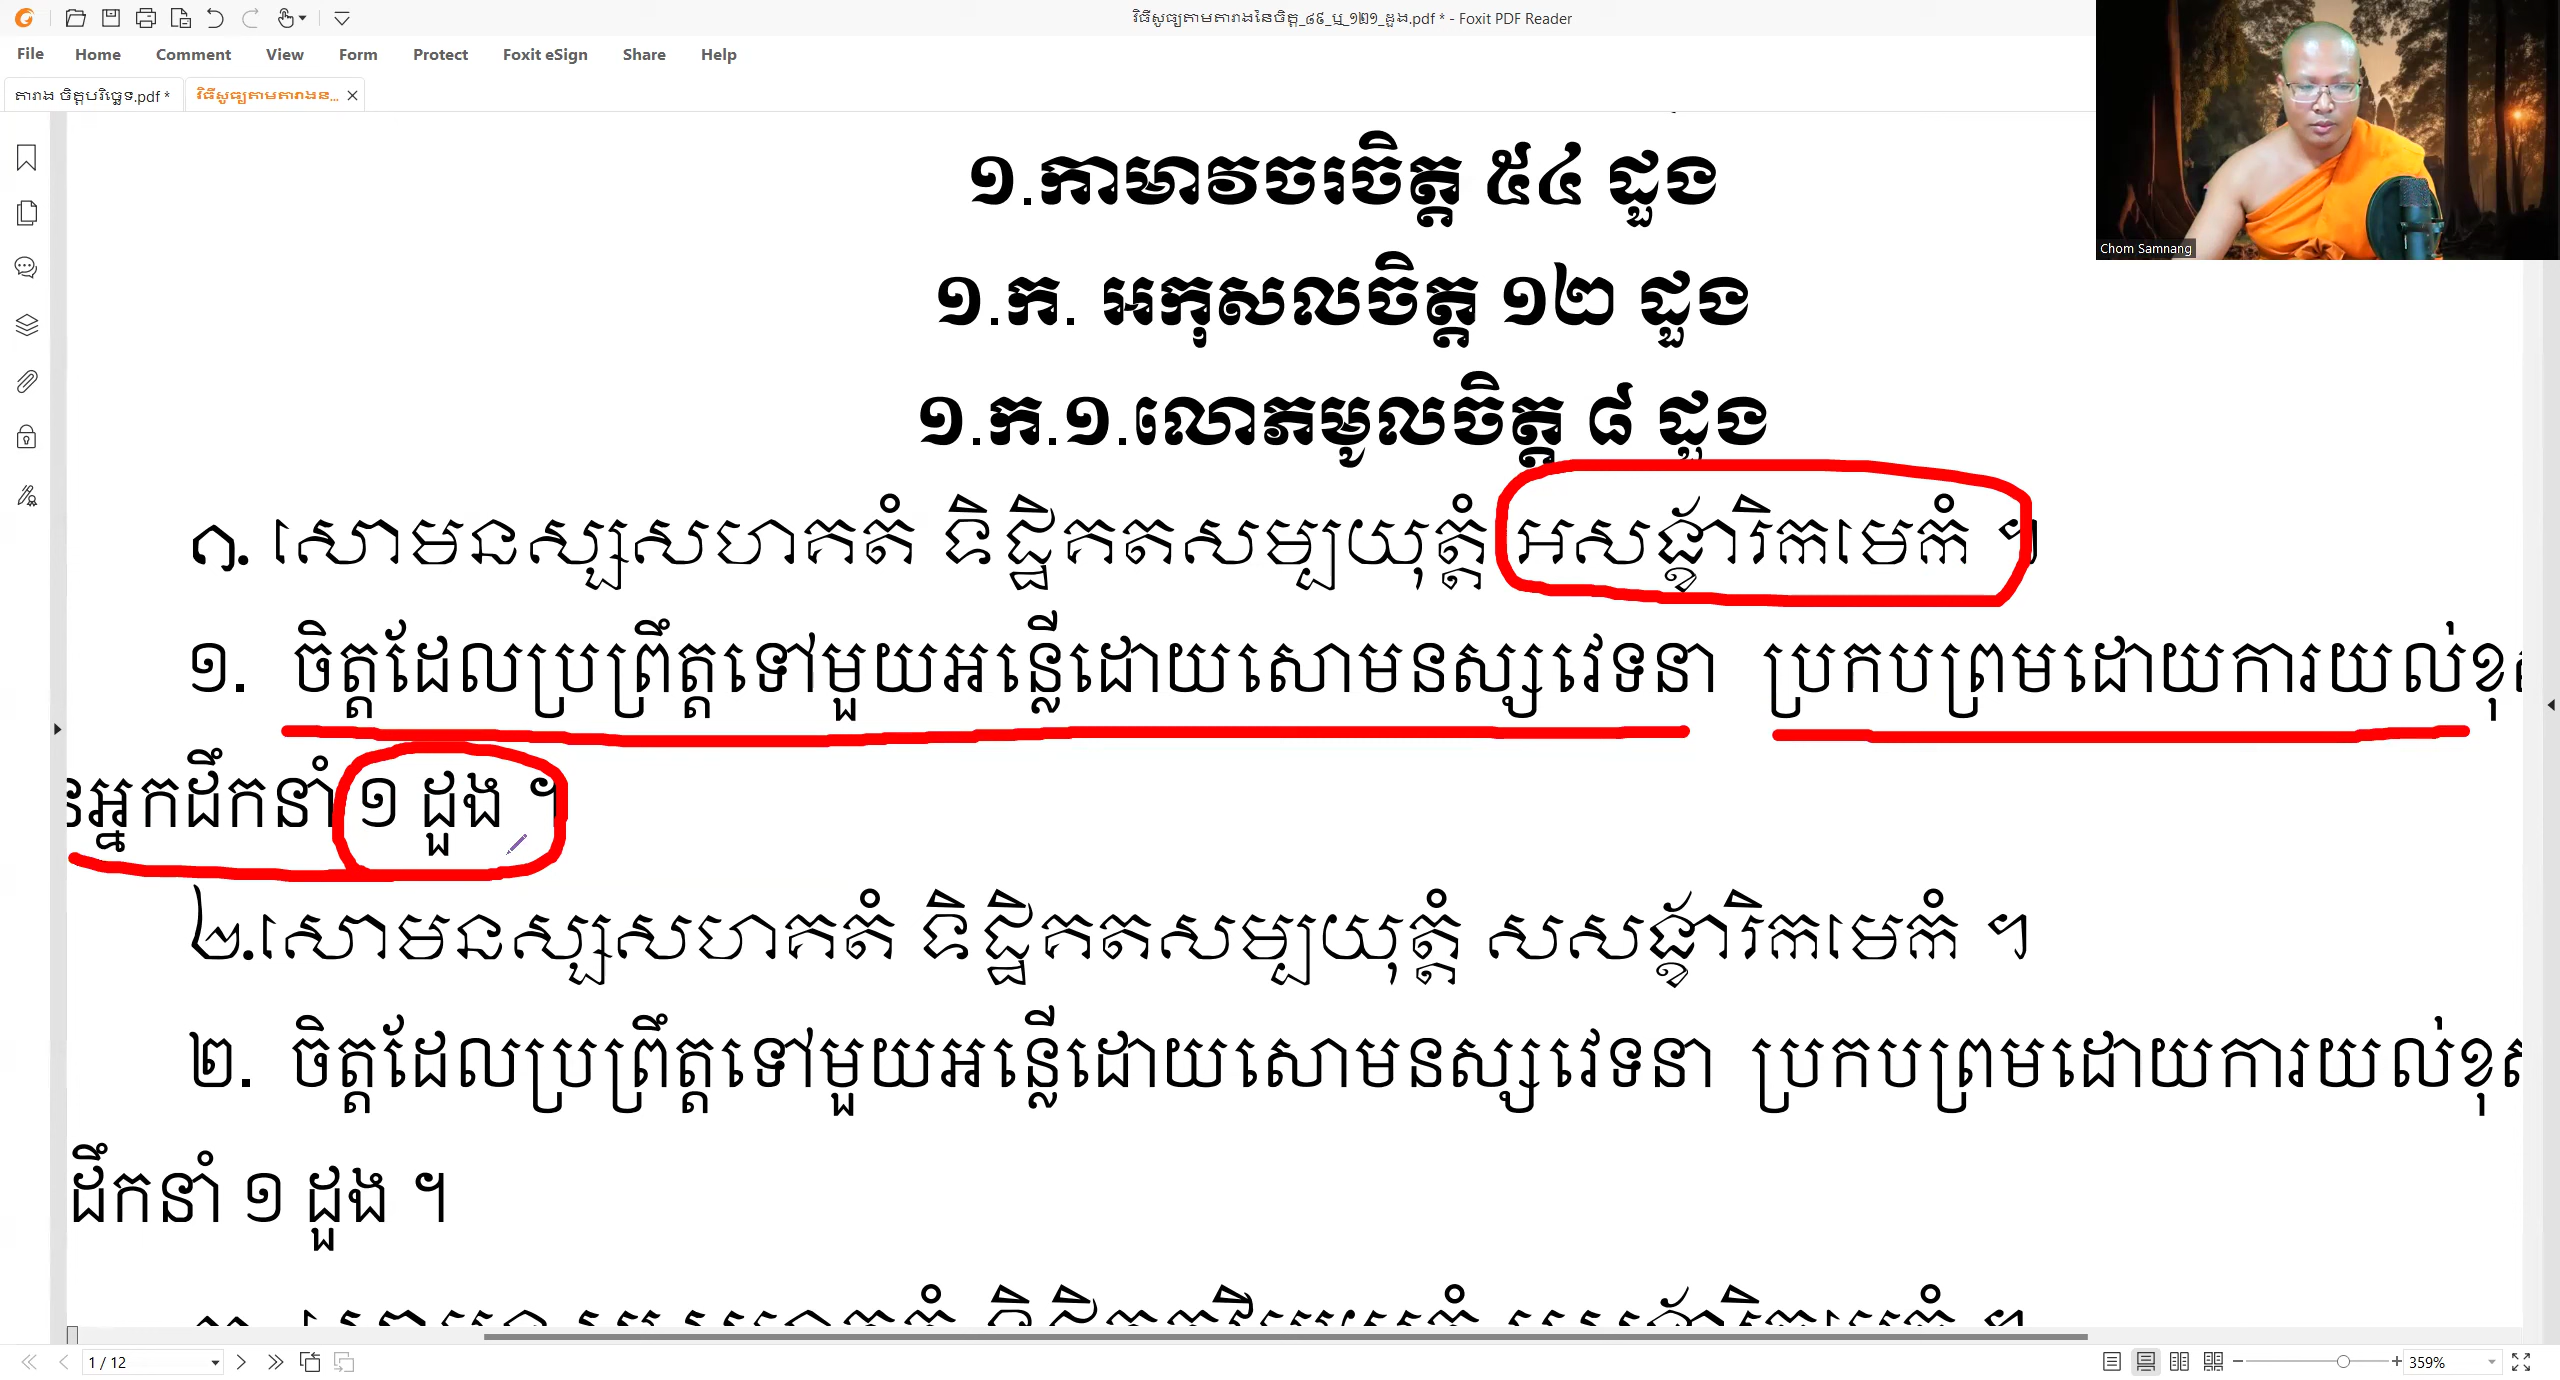 វិធីសូធ្យតាមតារាងនៃចិត្ត_៨៩_ឬ_១២១_ដួង.pdf * - Foxit PDF Reader
File Home Comment View Form Protect Foxit eSign Share Help
តារាង ចិត្តបរិច្ឆេទ.pdf * វិធីសូធ្យតាមតារាងន...
Chom Samnang
១.កាមាវចរចិត្ត ៥៤ ដួង
១.ក. អកុសលចិត្ត ១២ ដួង
១.ក.១.លោភមូលចិត្ត ៨ ដួង
១. សោមនស្សសហគតំ ទិដ្ឋិគតសម្បយុត្តំ អសង្ខារិកមេកំ ។
១. ចិត្តដែលប្រព្រឹត្តទៅមួយអន្លើដោយសោមនស្សវេទនា ប្រកបព្រមដោយការយល់ខុស
អ្នកដឹកនាំ ១ ដួង ។
២.សោមនស្សសហគតំ ទិដ្ឋិគតសម្បយុត្តំ សសង្ខារិកមេកំ ។
២. ចិត្តដែលប្រព្រឹត្តទៅមួយអន្លើដោយសោមនស្សវេទនា ប្រកបព្រមដោយការយល់ខុស
ដឹកនាំ ១ ដួង ។
1 / 12 359%